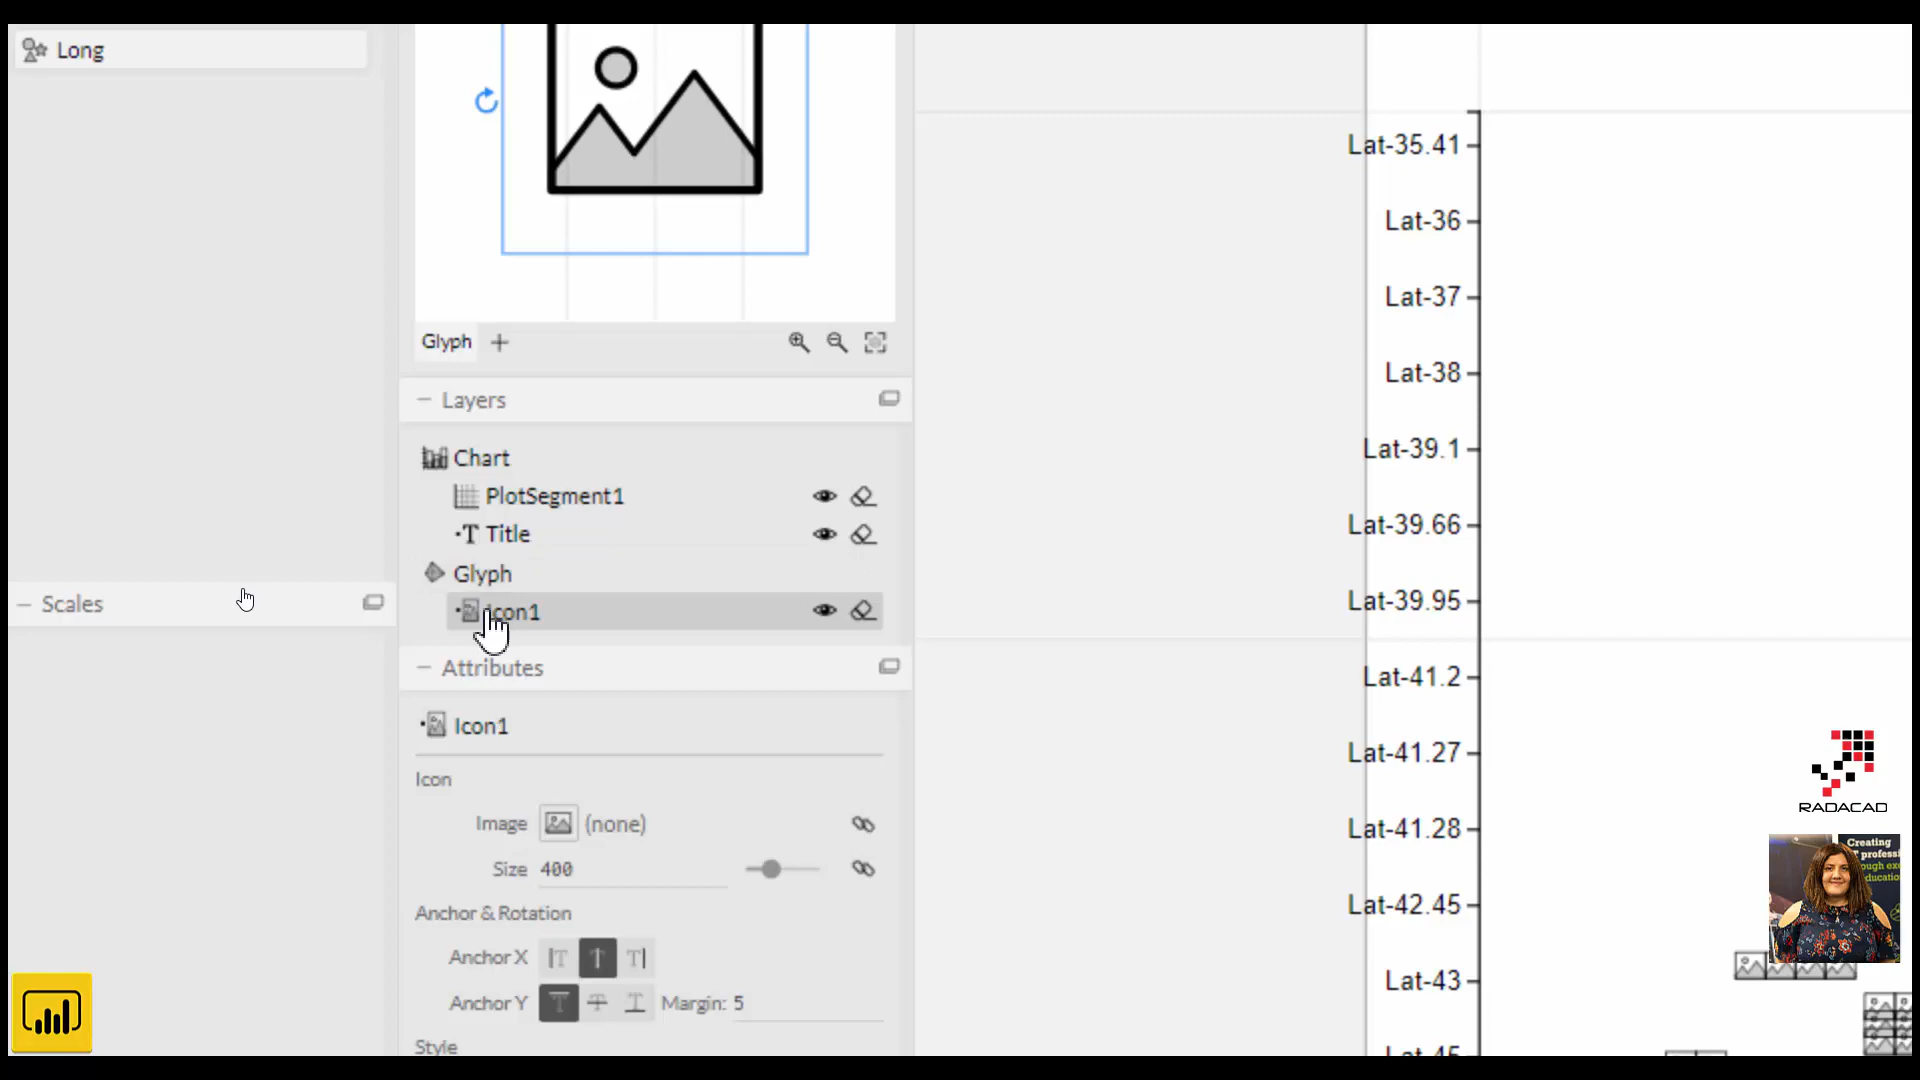 Long
Scales
Glyph
Layers
Chart
PlotSegment1
Title
Glyph
Icon1
Attributes
Icon1
Icon
Image (none)
Size 400
Anchor & Rotation
Anchor X
Anchor Y Margin: 5
Style
Lat-35.41
Lat-36
Lat-37
Lat-38
Lat-39.1
Lat-39.66
Lat-39.95
Lat-41.2
Lat-41.27
Lat-41.28
Lat-42.45
Lat-43
Lat-45
RADACAD
Creating